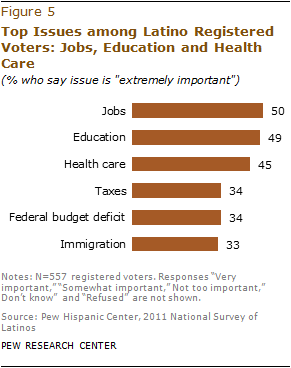 Figure 5
Top Issues among Latino Registered
Voters: Jobs, Education and Health
Care
(% who say issue is "extremely important")
Jobs 50
Education 49
Health care 45
Taxes 34
Federal budget deficit 34
Immigration 33
Notes: N=557 registered voters. Responses "Very
important," "Somewhat important," Not too important,"
Don't know" and "Refused" are not shown.
Source: Pew Hispanic Center, 2011 National Survey of
Latinos
PEW RESEARCH CENTER